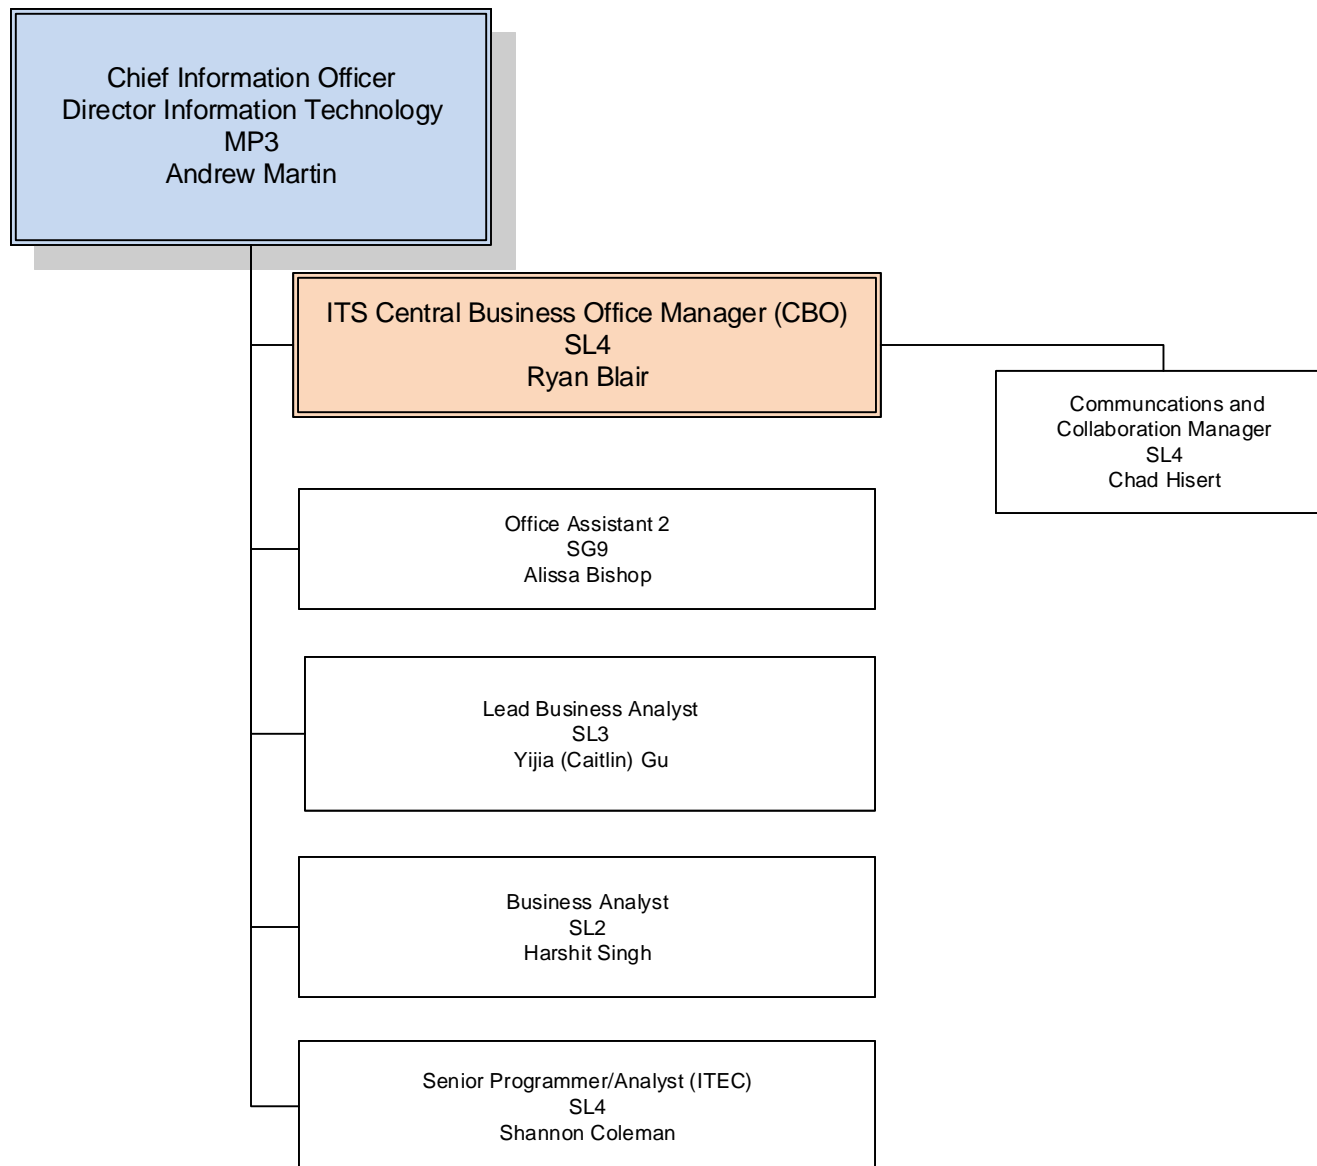 Chief Information Officer
Director Information Technology
MP3
Andrew Martin
ITS Central Business Office Manager (CBO)
SL4
Ryan Blair
Communcations and
Collaboration Manager
SL4
Chad Hisert
Office Assistant 2
SG9
Alissa Bishop
Lead Business Analyst
SL3
Yijia (Caitlin) Gu
Business Analyst
SL2
Harshit Singh
Senior Programmer/Analyst (ITEC)
SL4
Shannon Coleman